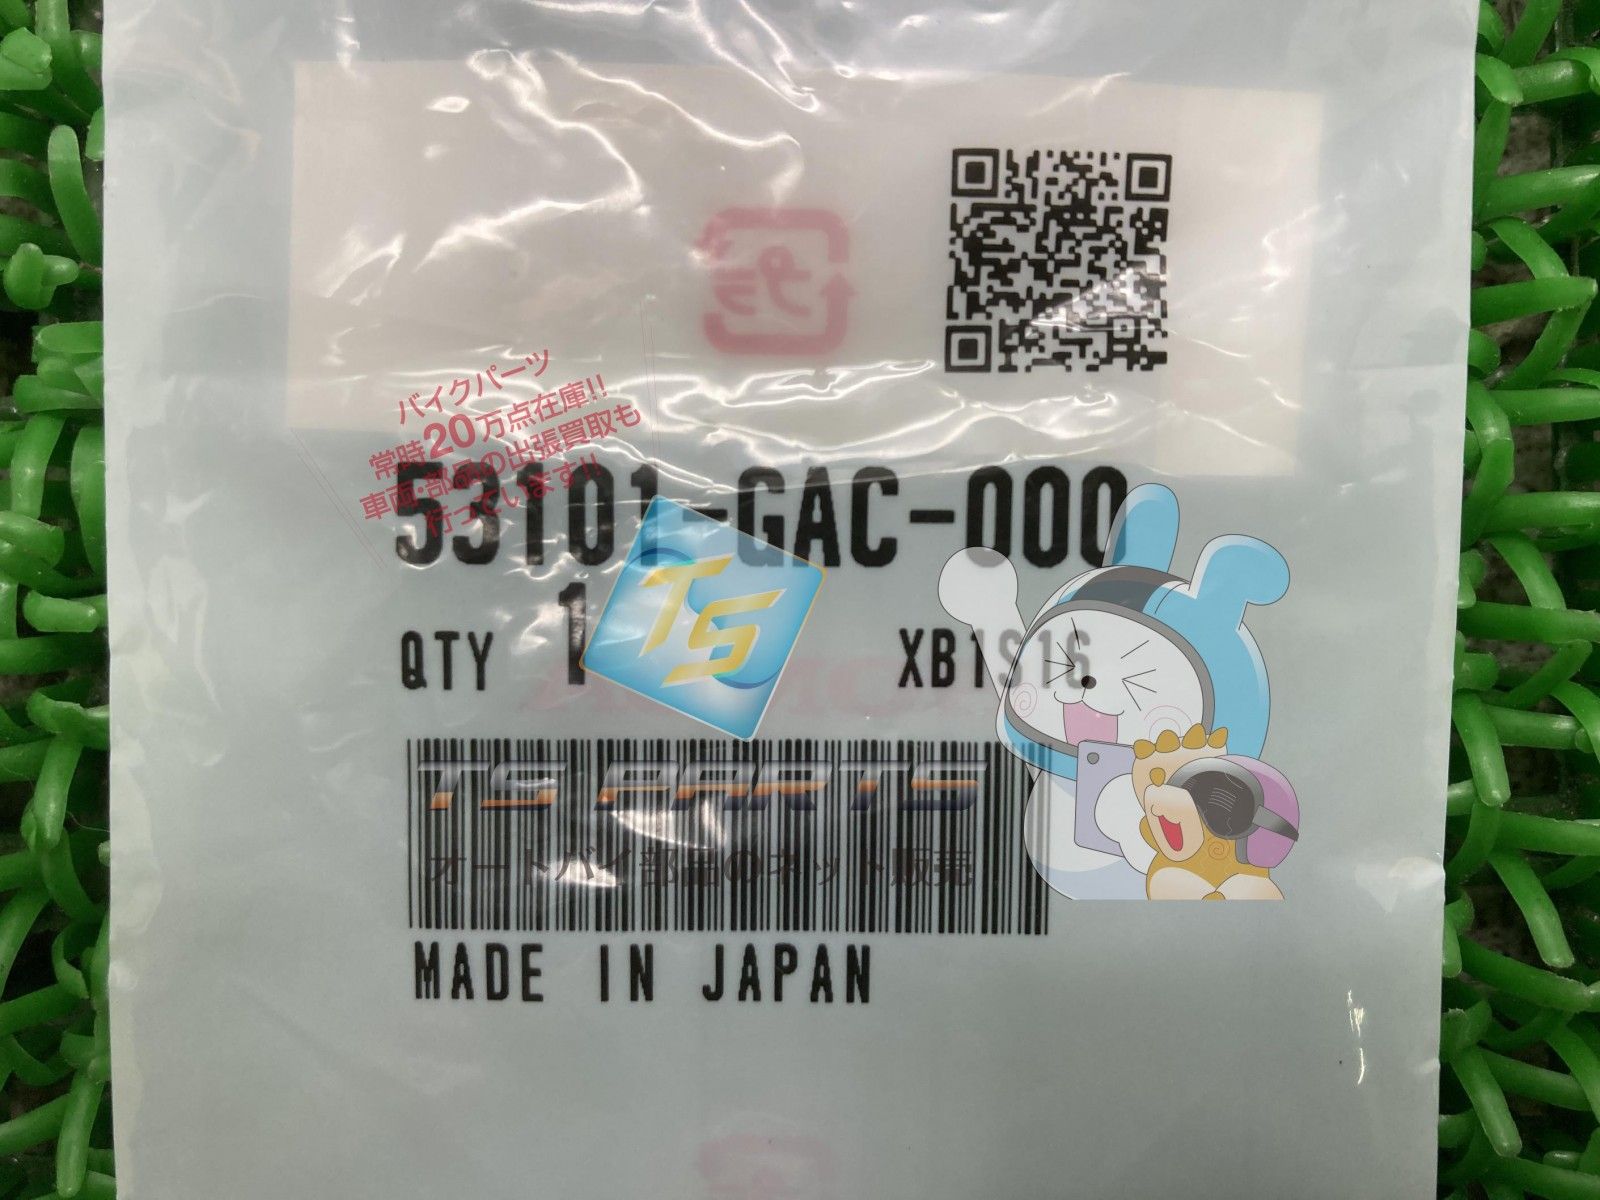 プラ
バイクパーツ
常時20万点在庫!!
車両・部品の出張買取も
行っています!!
53101-GAC-000
QTY 1 XB1S16
TS
TS PARTS
オートバイ部品のネット販売
MADE IN JAPAN